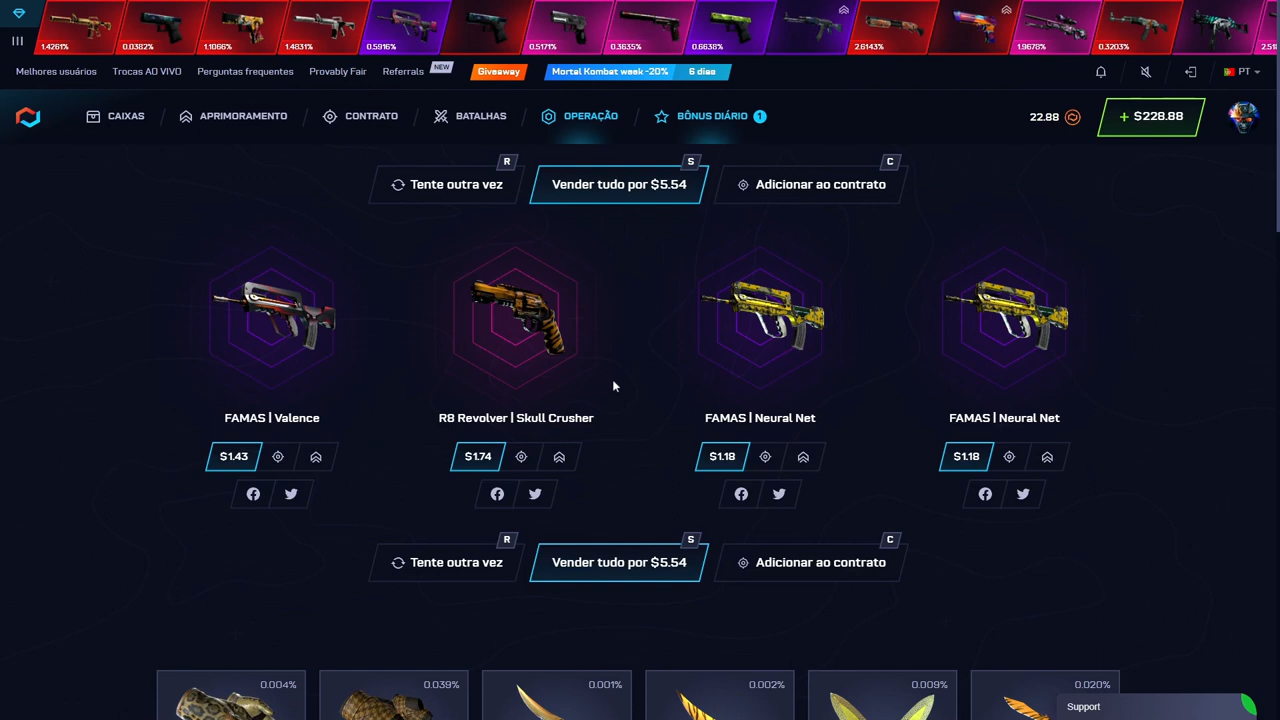 1.4261%
0.0382%
1.1066%
1.4831%
0.5916%
0.5171%
0.3635%
0.6636%
2.6143%
1.9676%
0.3203%
Melhores usuários
Trocas AO VIVO
Perguntas frequentes
Provably Fair
Referrals
NEW
Giveaway
Mortal Kombat week -20%
6 dias
PT
CAIXAS
APRIMORAMENTO
CONTRATO
BATALHAS
OPERAÇÃO
BÔNUS DIÁRIO 1
22.88
+ $228.88
R
S
C
Tente outra vez
Vender tudo por $5.54
Adicionar ao contrato
FAMAS | Valence
R8 Revolver | Skull Crusher
FAMAS | Neural Net
FAMAS | Neural Net
$1.43
$1.74
$1.18
$1.18
R
S
C
Tente outra vez
Vender tudo por $5.54
Adicionar ao contrato
0.004%
0.039%
0.001%
0.002%
0.009%
0.020%
Support